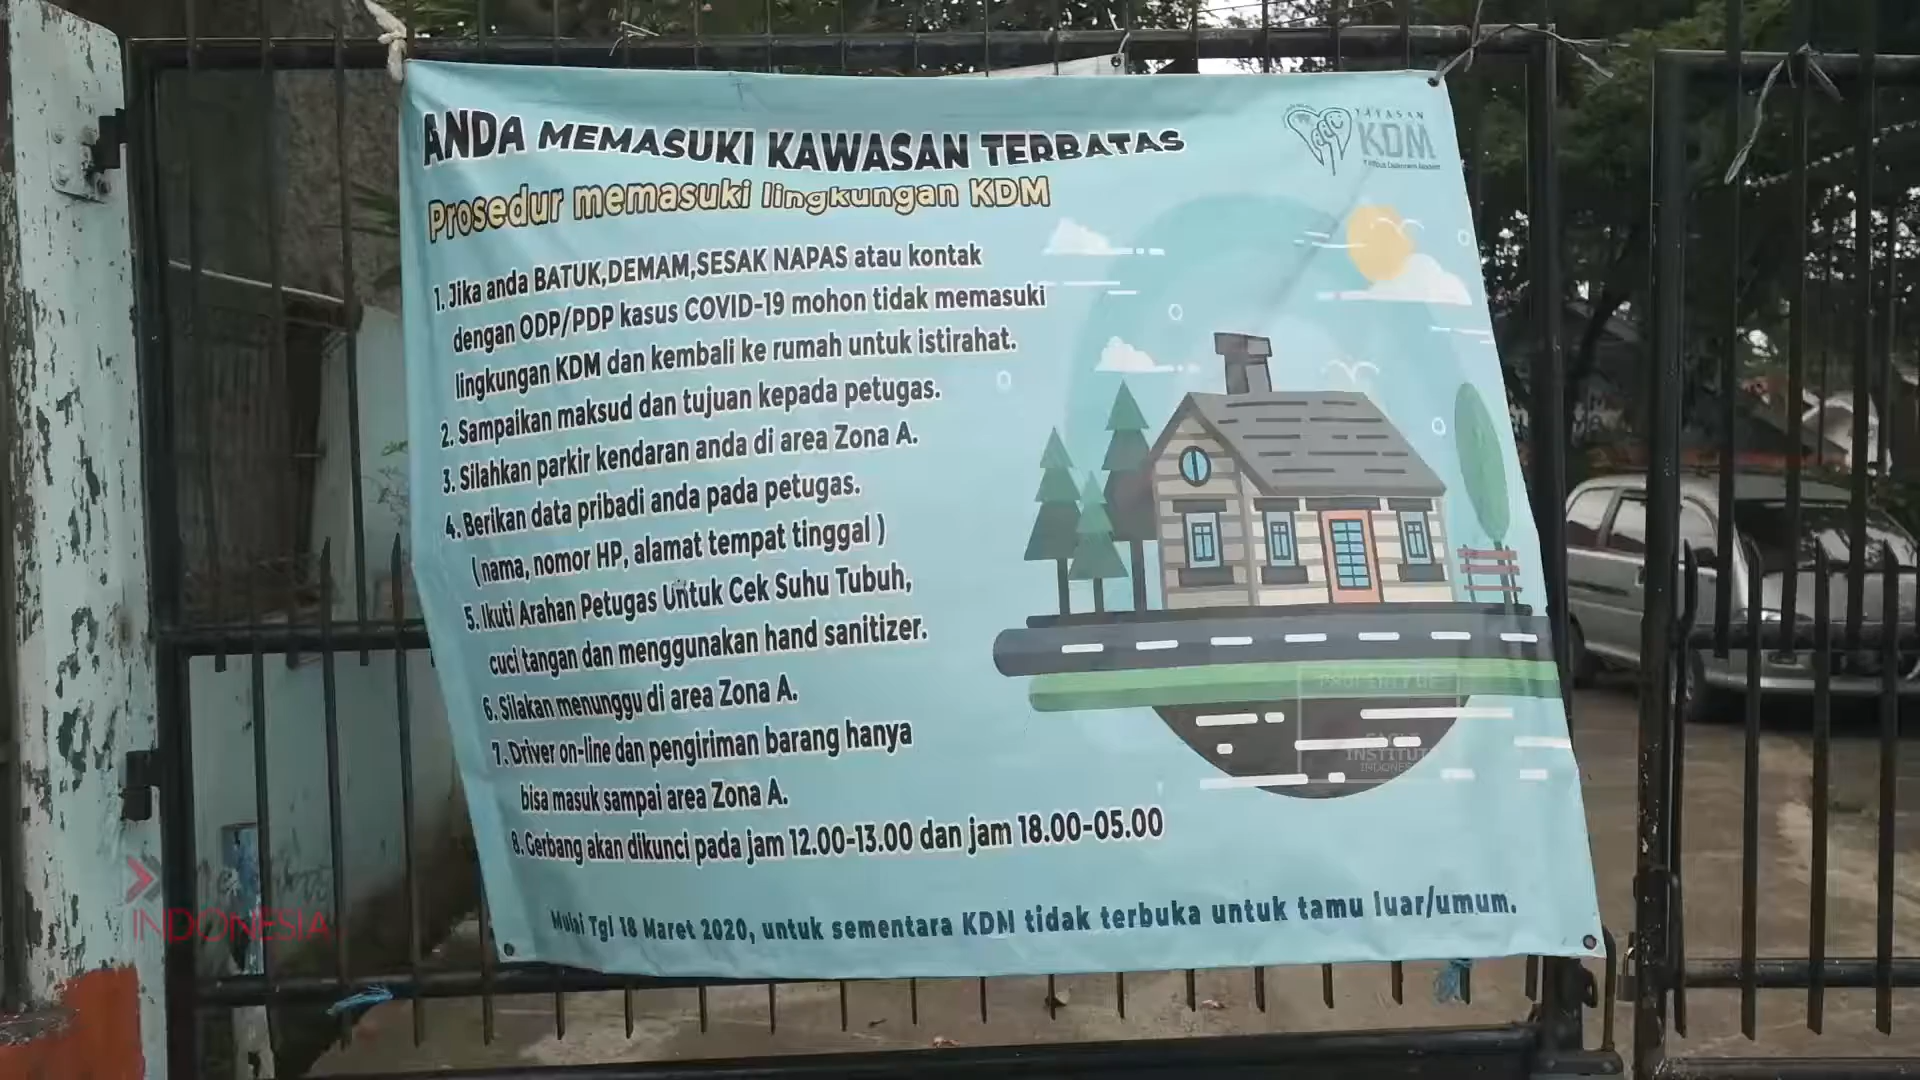 ANDA MEMASUKI KAWASAN TERBATAS
YAYASAN
KDM
Prosedur memasuki lingkungan KDM
1. Jika anda BATUK,DEMAM,SESAK NAPAS atau kontak
dengan ODP/PDP kasus COVID-19 mohon tidak memasuki
lingkungan KDM dan kembali ke rumah untuk istirahat.
2. Sampaikan maksud dan tujuan kepada petugas.
3. Silahkan parkir kendaran anda di area Zona A.
4. Berikan data pribadi anda pada petugas.
( nama, nomor HP, alamat tempat tinggal )
5. Ikuti Arahan Petugas Untuk Cek Suhu Tubuh,
cuci tangan dan menggunakan hand sanitizer.
6. Silakan menunggu di area Zona A.
7. Driver on-line dan pengiriman barang hanya
bisa masuk sampai area Zona A.
8. Gerbang akan dikunci pada jam 12.00-13.00 dan jam 18.00-05.00
Mulai Tgl 18 Maret 2020, untuk sementara KDM tidak terbuka untuk tamu luar/umum.
PROPERTY OF
EAGLE
INSTITUTE
INDONESIA
INDONESIA